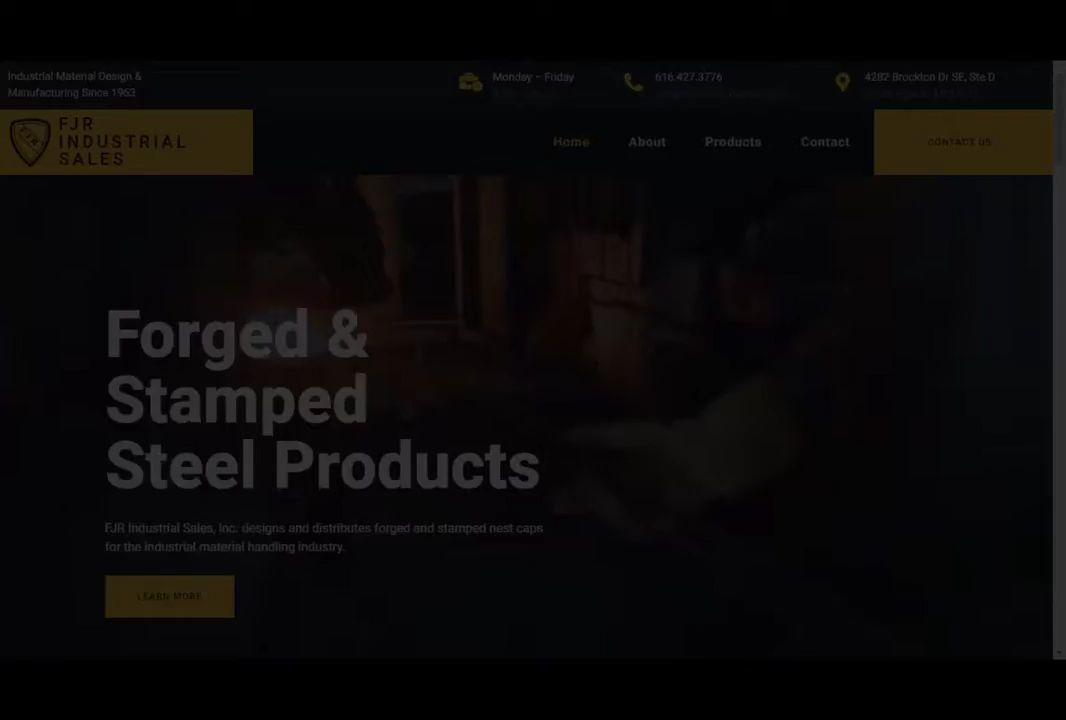 Industrial Material Design &
Manufacturing Since 1963
Monday – Friday
616.427.3776
4282 Brockton Dr SE, Ste D
FJR
INDUSTRIAL
SALES
Home
About
Products
Contact
CONTACT US
Forged &
Stamped
Steel Products
FJR Industrial Sales, Inc. designs and distributes forged and stamped nest caps
for the industrial material handling industry.
LEARN MORE